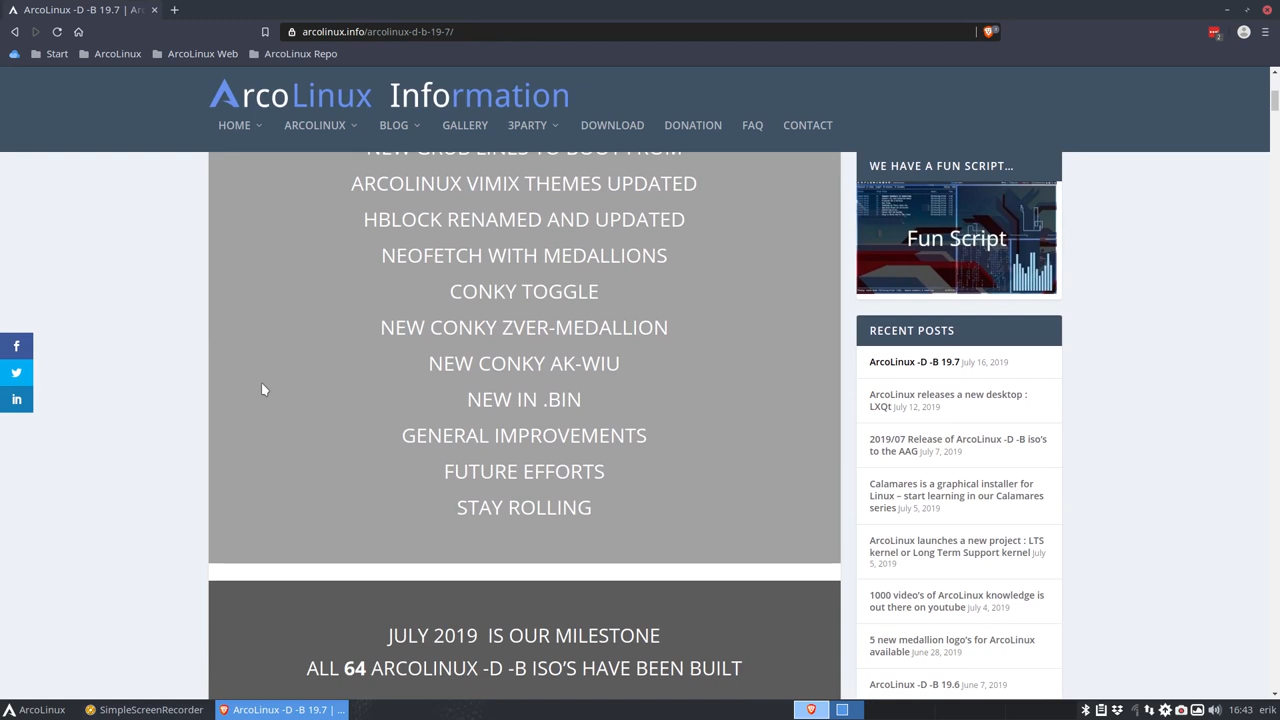 ArcoLinux -D -B 19.7 | Arc
arcolinux.info/arcolinux-d-b-19-7/
2
Start
ArcoLinux
ArcoLinux Web
ArcoLinux Repo
ArcoLinux Information
HOME
ARCOLINUX
BLOG
GALLERY
3PARTY
DOWNLOAD
DONATION
FAQ
CONTACT
NEW GRUB LINES TO BOOT FROM
ARCOLINUX VIMIX THEMES UPDATED
HBLOCK RENAMED AND UPDATED
NEOFETCH WITH MEDALLIONS
CONKY TOGGLE
NEW CONKY ZVER-MEDALLION
NEW CONKY AK-WIU
NEW IN .BIN
GENERAL IMPROVEMENTS
FUTURE EFFORTS
STAY ROLLING
JULY 2019 IS OUR MILESTONE
ALL 64 ARCOLINUX -D -B ISO'S HAVE BEEN BUILT
WE HAVE A FUN SCRIPT...
Fun Script
RECENT POSTS
ArcoLinux -D -B 19.7 July 16, 2019
ArcoLinux releases a new desktop :
LXQt July 12, 2019
2019/07 Release of ArcoLinux -D -B iso's
to the AAG July 7, 2019
Calamares is a graphical installer for
Linux – start learning in our Calamares
series July 5, 2019
ArcoLinux launches a new project : LTS
kernel or Long Term Support kernel July
5, 2019
1000 video's of ArcoLinux knowledge is
out there on youtube July 4, 2019
5 new medallion logo's for ArcoLinux
available June 28, 2019
ArcoLinux -D -B 19.6 June 7, 2019
ArcoLinux
SimpleScreenRecorder
ArcoLinux -D -B 19.7 | ...
16:43
erik